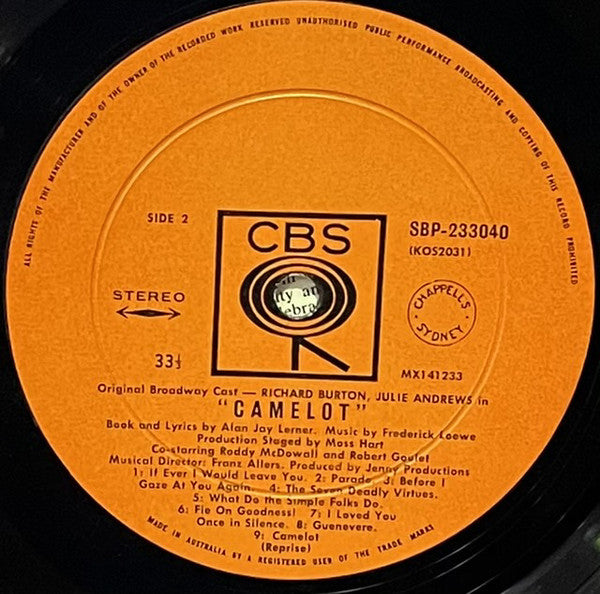 ALL RIGHTS OF THE MANUFACTURER AND OF THE OWNER OF THE RECORDED WORK RESERVED UNAUTHORISED PUBLIC PERFORMANCE BROADCASTING AND COPYING OF THIS RECORD PROHIBITED
SIDE 2
CBS
SBP-233040
(KOS2031)
STEREO
CHAPPELL'S
SYDNEY
33⅓
MX141233
Original Broadway Cast — RICHARD BURTON, JULIE ANDREWS in
"CAMELOT"
Book and Lyrics by Alan Jay Lerner. Music by Frederick Loewe
Production Staged by Moss Hart
Co-starring Roddy McDowall and Robert Goulet
Musical Director: Franz Allers. Produced by Jenny Productions
1: If Ever I Would Leave You. 2: Parade. 3: Before I
Gaze At You Again. 4: The Seven Deadly Virtues.
5: What Do the Simple Folks Do.
6: Fie On Goodness! 7: I Loved You
Once in Silence. 8: Guenevere.
9: Camelot
(Reprise)
MADE IN AUSTRALIA BY A REGISTERED USER OF THE TRADE MARKS